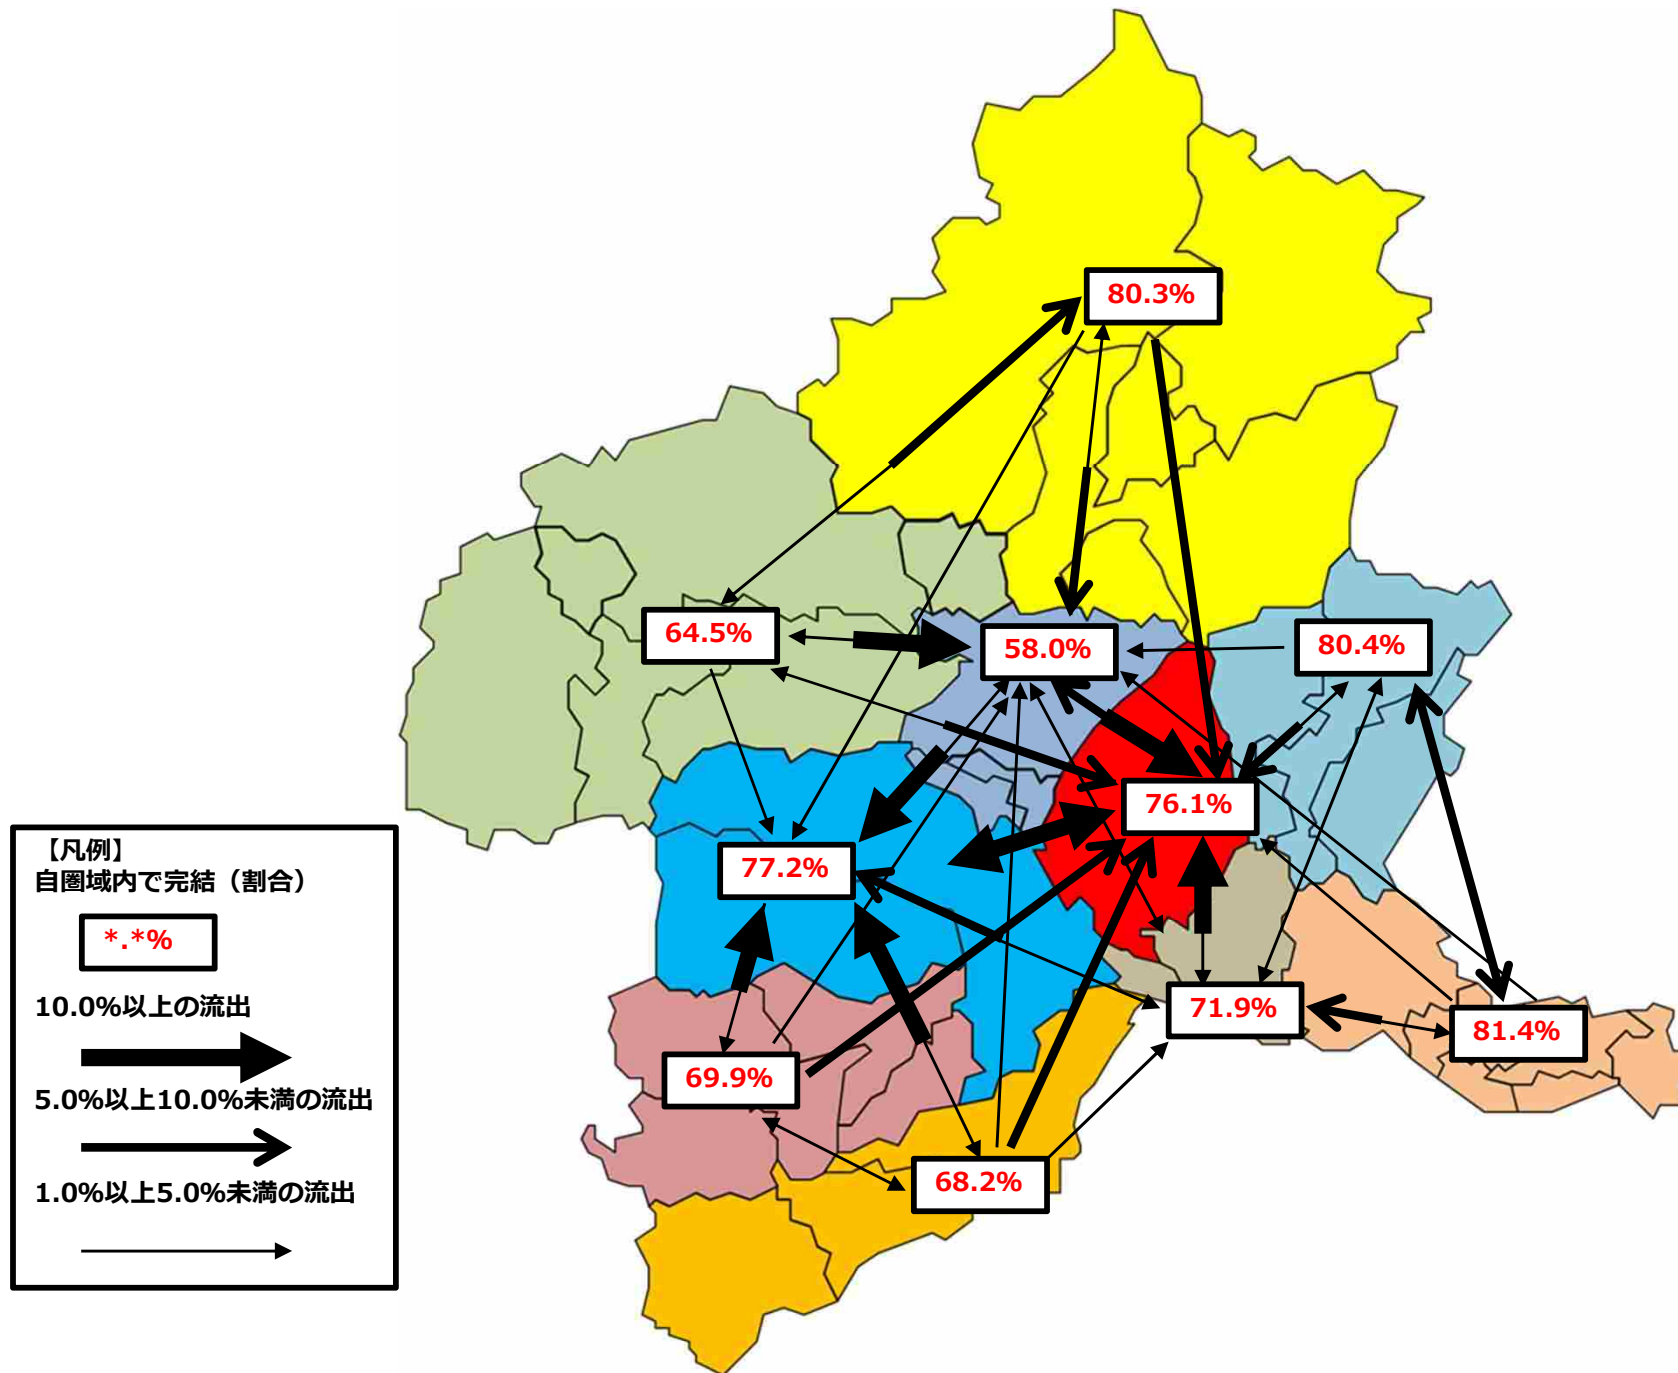 80.3%
64.5%
58.0%
80.4%
76.1%
77.2%
71.9%
81.4%
69.9%
68.2%
【凡例】
自圏域内で完結（割合）
*.*%
10.0%以上の流出
5.0%以上10.0%未満の流出
1.0%以上5.0%未満の流出